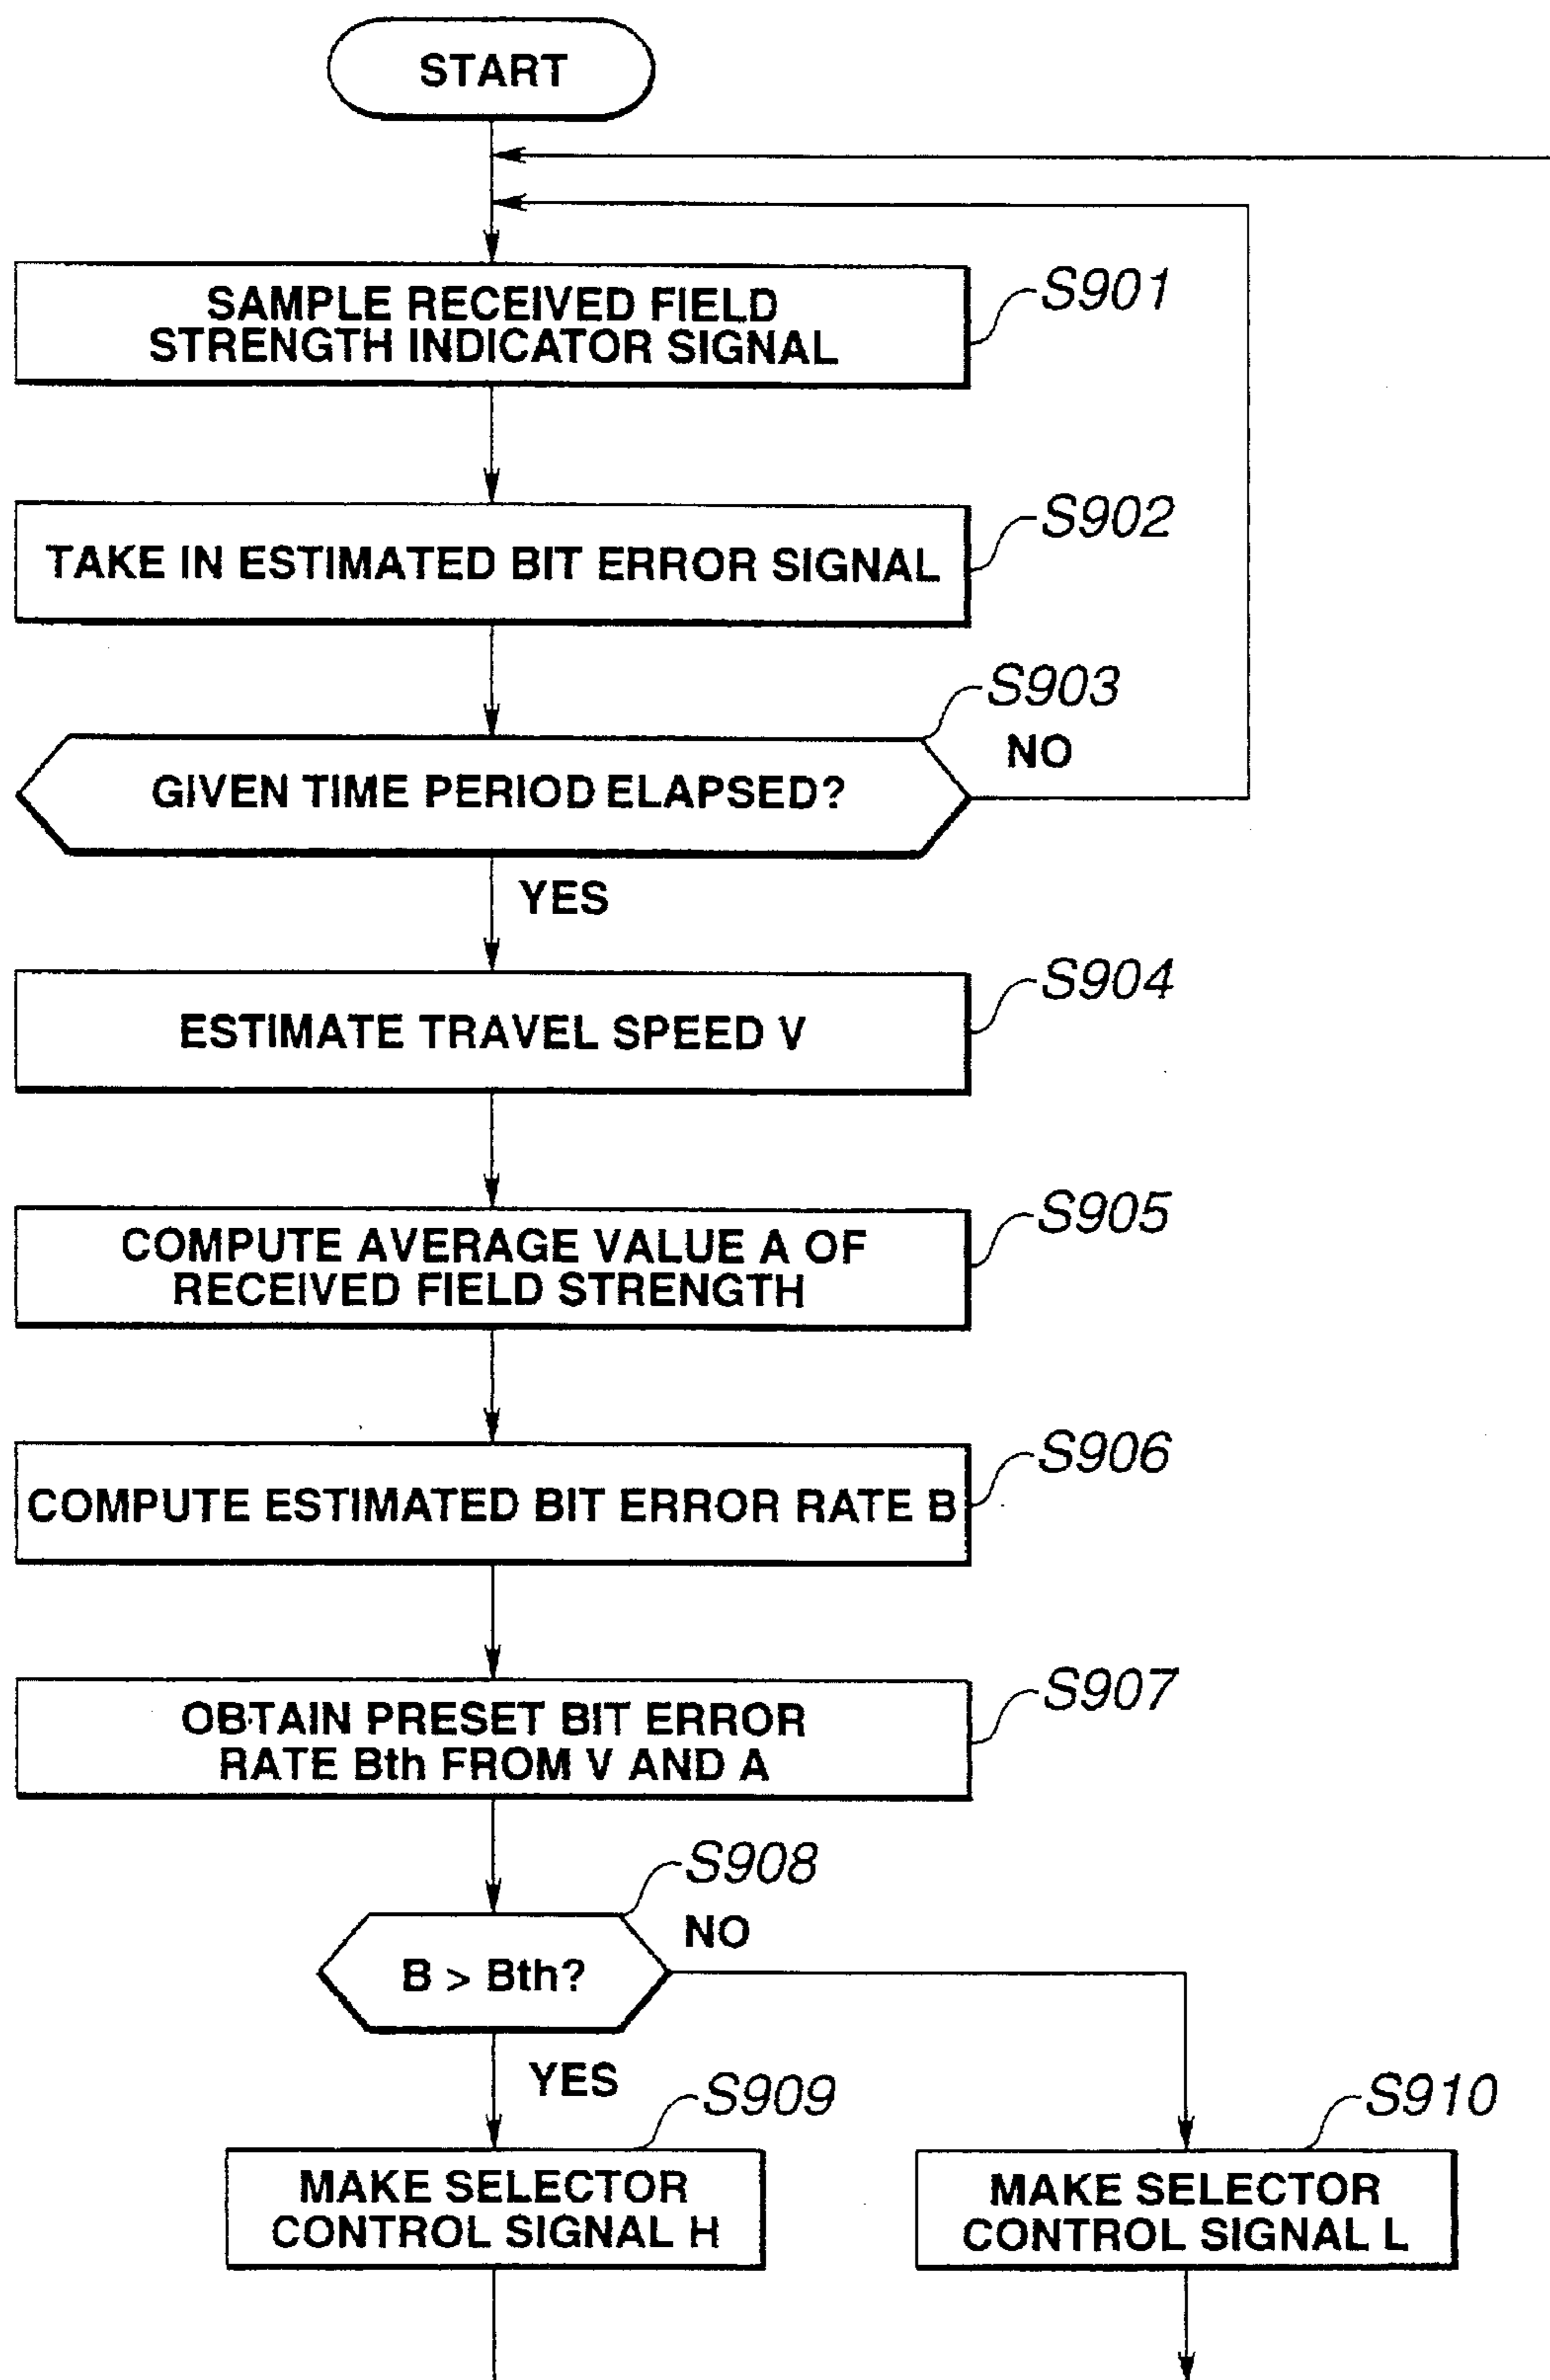 START
SAMPLE RECEIVED FIELD
STRENGTH INDICATOR SIGNAL
S901
TAKE IN ESTIMATED BIT ERROR SIGNAL
S902
S903
GIVEN TIME PERIOD ELAPSED?
NO
YES
ESTIMATE TRAVEL SPEED V
S904
COMPUTE AVERAGE VALUE A OF
RECEIVED FIELD STRENGTH
S905
COMPUTE ESTIMATED BIT ERROR RATE B
S906
OBTAIN PRESET BIT ERROR
RATE Bth FROM V AND A
S907
S908
B > Bth?
NO
YES
S909
MAKE SELECTOR
CONTROL SIGNAL H
S910
MAKE SELECTOR
CONTROL SIGNAL L